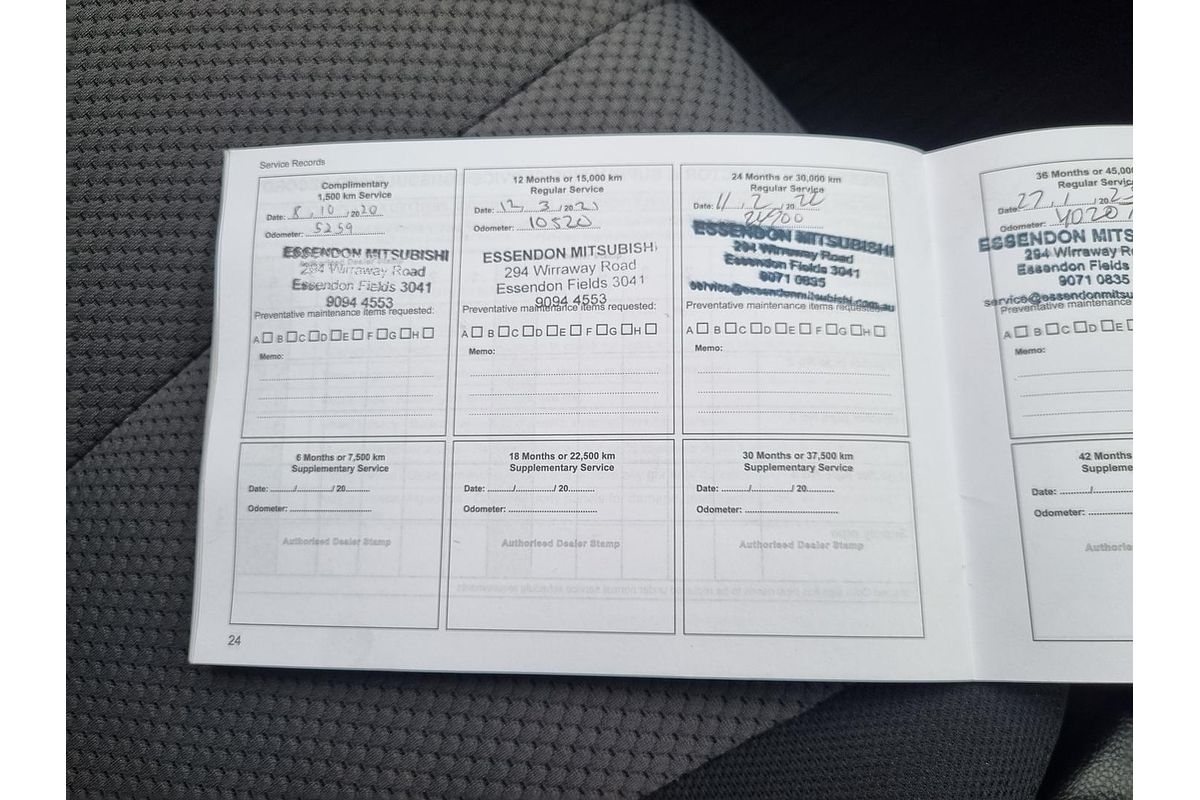 Service Records
Complimentary
1,500 km Service
Date: 8, 10 / 20 20
Odometer: 5259
ESSENDON MITSUBISHI
294 Wirraway Road
Essendon Fields 3041
9094 4553
Preventative maintenance items requested:
A B C D E F G H
Memo:
12 Months or 15,000 km
Regular Service
Date: 12, 3 / 2021
Odometer: 10520
ESSENDON MITSUBISHI
294 Wirraway Road
Essendon Fields 3041
9094 4553
Preventative maintenance items requested:
A B C D E F G H
Memo:
24 Months or 30,000 km
Regular Service
Date: 11, 2 / 20 22
ESSENDON MITSUBISHI
294 Wirraway Road
Essendon Fields 3041
9071 0835
service@essendonmitsubishi.com.au
Preventative maintenance items requested:
A B C D E F G H
Memo:
36 Months or 45,00
Regular Servic
Date: 27, 1 / 20 2
Odometer: 4020
ESSENDON MITS
294 Wirraway R
Essendon Fields
9071 0835
service@essendonmitsu
Preventative maintenance
A B C D E
Memo:
6 Months or 7,500 km
Supplementary Service
Date: ........../............/ 20..........
Odometer: ........................
Authorised Dealer Stamp
18 Months or 22,500 km
Supplementary Service
Date: ........../............/ 20..........
Odometer: ........................
Authorised Dealer Stamp
30 Months or 37,500 km
Supplementary Service
Date: ........../............/ 20..........
Odometer: ........................
Authorised Dealer Stamp
42 Months
Suppleme
Date: ........../
Odometer: ..............
Authoris
24